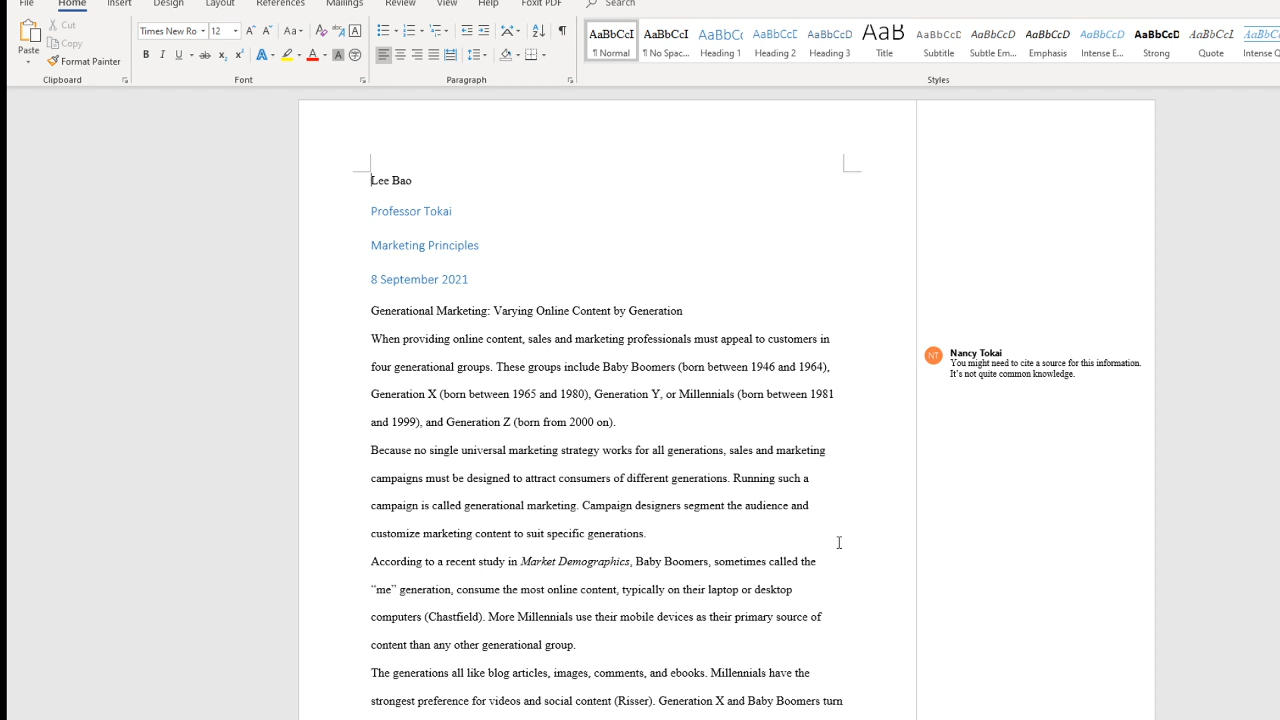 File Home Insert Design Layout References Mailings Review View Help Foxit PDF Search
Cut
Copy
Format Painter
Paste
Times New Ro 12
Aa
AaBbCcI AaBbCcI AaBbC( AaBbCcI AaBbCcI AaB AaBbCcD AaBbCcD AaBbCcD AaBbCcD AaBbCcD AaBbCcD AaBbCc
¶ Normal ¶ No Spac... Heading 1 Heading 2 Heading 3 Title Subtitle Subtle Em... Emphasis Intense E... Strong Quote Intense Q
Clipboard Font Paragraph Styles
Lee Bao
Professor Tokai
Marketing Principles
8 September 2021
Generational Marketing: Varying Online Content by Generation
When providing online content, sales and marketing professionals must appeal to customers in
four generational groups. These groups include Baby Boomers (born between 1946 and 1964),
Generation X (born between 1965 and 1980), Generation Y, or Millennials (born between 1981
and 1999), and Generation Z (born from 2000 on).
Because no single universal marketing strategy works for all generations, sales and marketing
campaigns must be designed to attract consumers of different generations. Running such a
campaign is called generational marketing. Campaign designers segment the audience and
customize marketing content to suit specific generations.
According to a recent study in Market Demographics, Baby Boomers, sometimes called the
“me” generation, consume the most online content, typically on their laptop or desktop
computers (Chastfield). More Millennials use their mobile devices as their primary source of
content than any other generational group.
The generations all like blog articles, images, comments, and ebooks. Millennials have the
strongest preference for videos and social content (Risser). Generation X and Baby Boomers turn
NT
Nancy Tokai
You might need to cite a source for this information.
It’s not quite common knowledge.